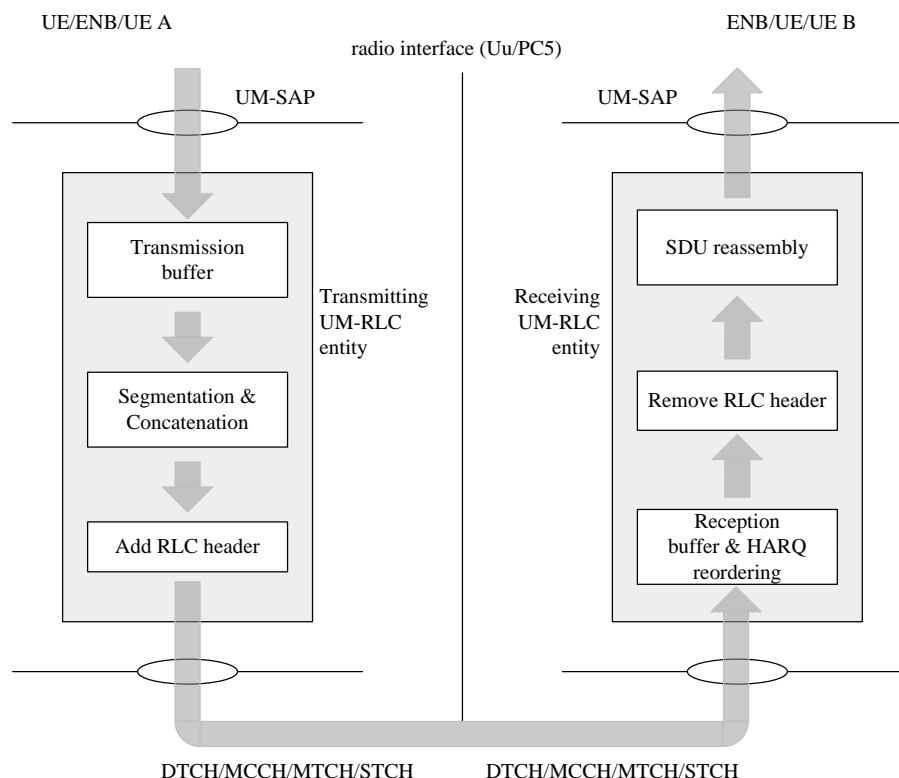 UE/ENB/UE A
ENB/UE/UE B
radio interface (Uu/PC5)
UM-SAP
UM-SAP
Transmission
buffer
Transmitting
UM-RLC
entity
Segmentation &
Concatenation
Add RLC header
SDU reassembly
Receiving
UM-RLC
entity
Remove RLC header
Reception
buffer & HARQ
reordering
DTCH/MCCH/MTCH/STCH
DTCH/MCCH/MTCH/STCH